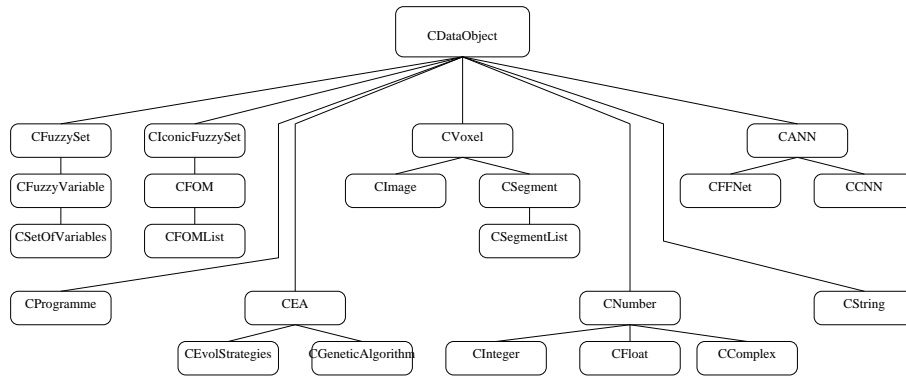 CDataObject
CFuzzySet
CIconicFuzzySet
CVoxel
CANN
CFuzzyVariable
CFOM
CImage
CSegment
CFFNet
CCNN
CSetOfVariables
CFOMList
CSegmentList
CProgramme
CEA
CNumber
CString
CEvolStrategies
CGeneticAlgorithm
CInteger
CFloat
CComplex